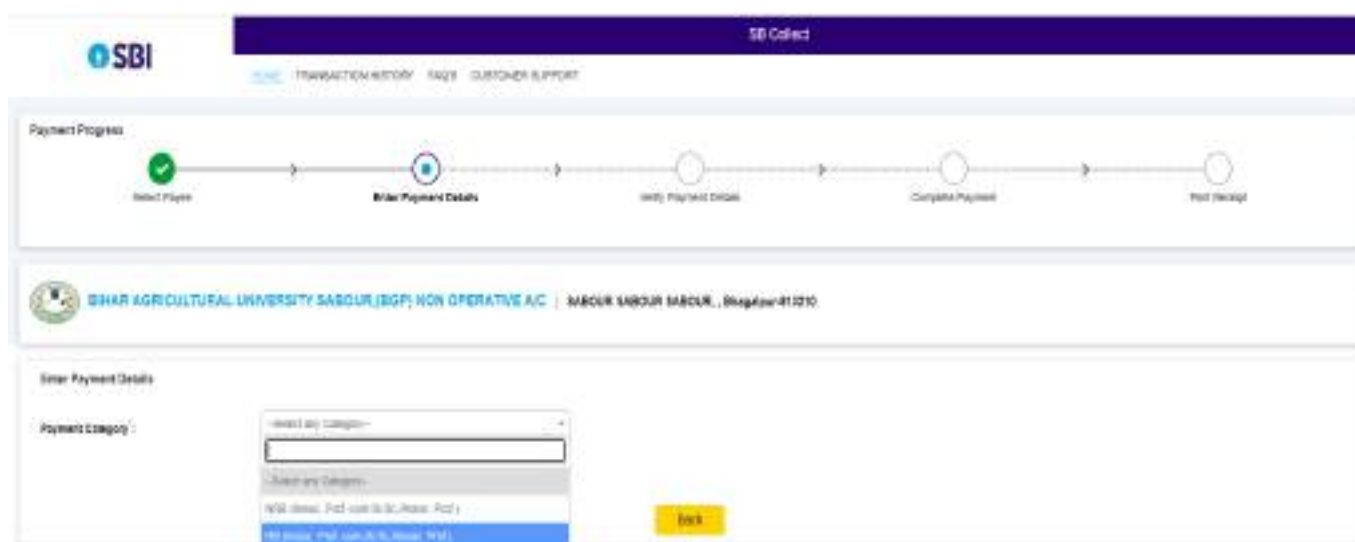 SB Collect
SBI
HOME TRANSACTION HISTORY FAQ'S CUSTOMER SUPPORT
Payment Progress
Select Payee
Enter Payment Details
Verify Payment Details
Complete Payment
Print Receipt
BIHAR AGRICULTURAL UNIVERSITY SABOUR,(BGP) NON OPERATIVE A/C | SABOUR SABOUR SABOUR, , Bhagalpur-813210
Enter Payment Details
Payment Category :
--Select any Category--
--Select any Category--
Back